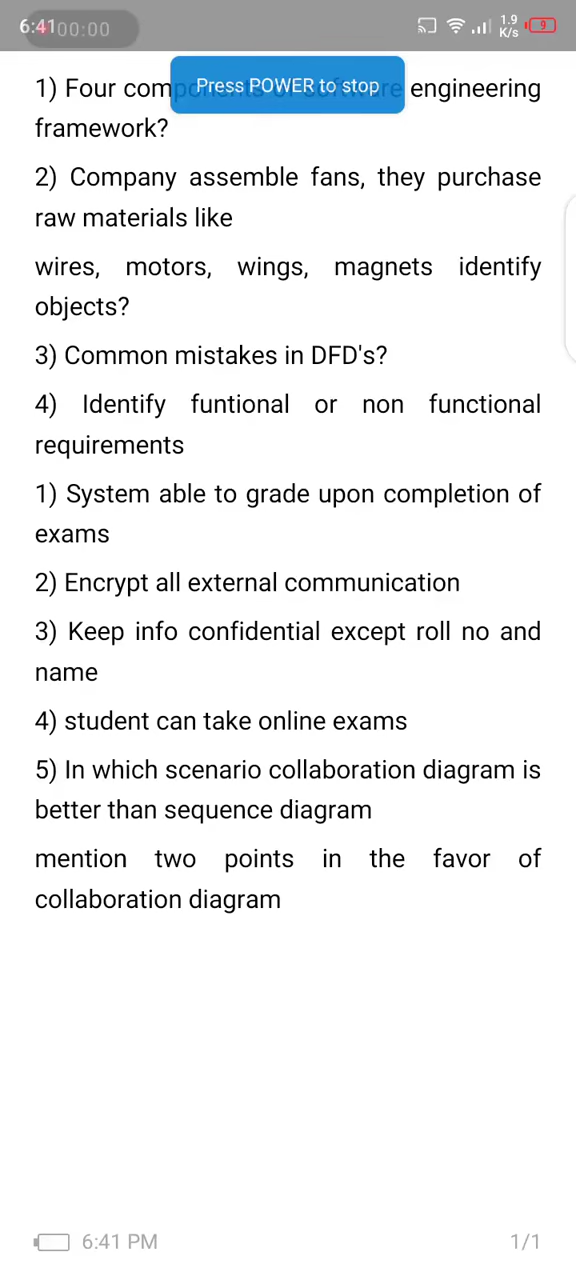 6:41 00:00 1.9 K/s 9
Press POWER to stop
1) Four components of software engineering
framework?
2) Company assemble fans, they purchase
raw materials like
wires, motors, wings, magnets identify
objects?
3) Common mistakes in DFD's?
4) Identify funtional or non functional
requirements
1) System able to grade upon completion of
exams
2) Encrypt all external communication
3) Keep info confidential except roll no and
name
4) student can take online exams
5) In which scenario collaboration diagram is
better than sequence diagram
mention two points in the favor of
collaboration diagram
6:41 PM 1/1